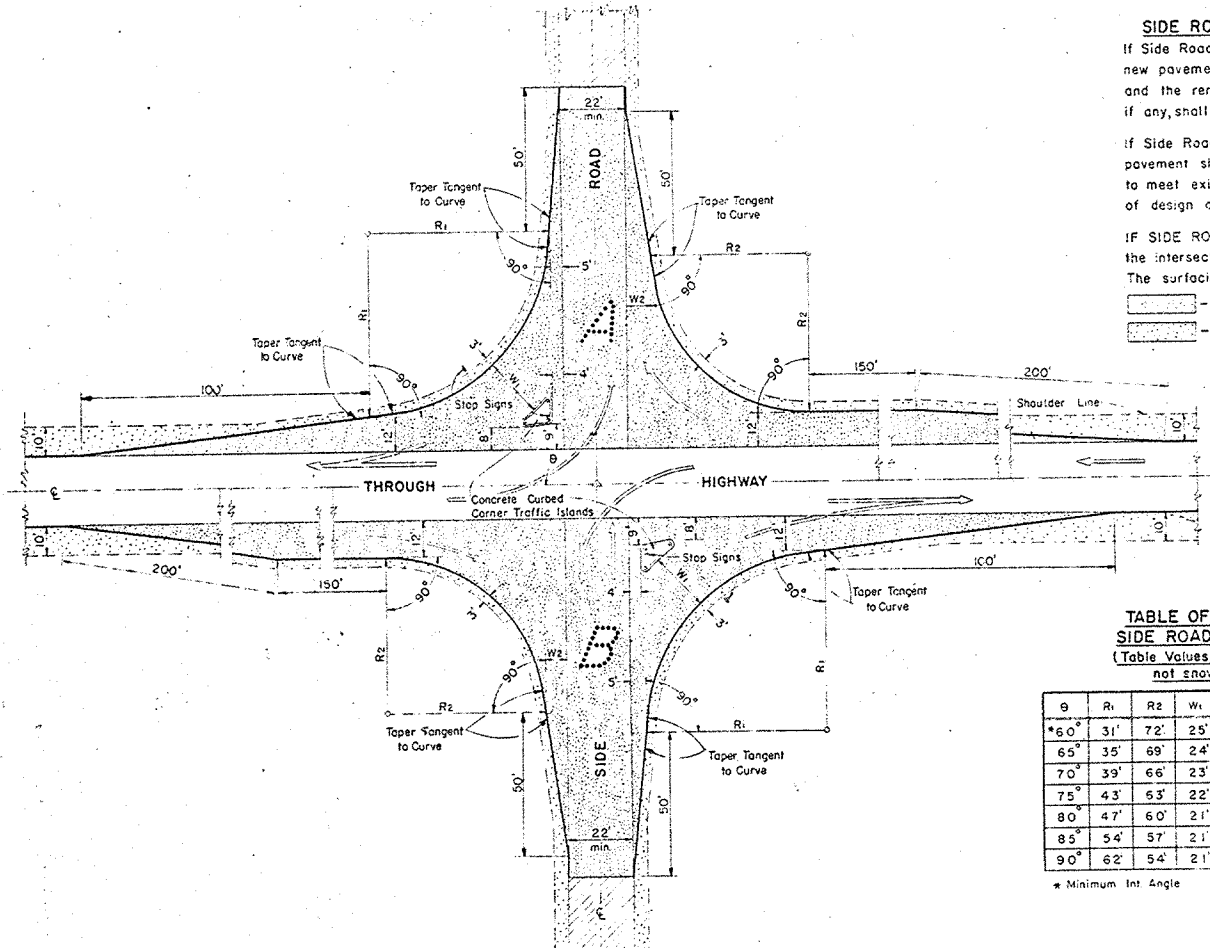 SIDE RO
If Side Road
new paveme
and the re
if any, shall
If Side Roa
pavement s
to meet exi
of design
IF SIDE RO
the intersec
The surfaci
22'
min.
50'
ROAD
50'
Taper Tangent
to Curve
Taper Tangent
to Curve
R1
R2
90°
5'
90°
W2
A
R1
R2
Taper Tangent
to Curve
3'
3'
W1
4'
90°
90°
150'
200'
100'
Stop Signs
Shoulder Line
10'
12'
8'
9'
12'
10'
θ
℄
THROUGH
HIGHWAY
Concrete Curbed
Corner Traffic Islands
10'
12'
9'
18'
12'
10'
Stop Signs
200'
150'
100'
90°
W1
90°
Taper Tangent
to Curve
3'
4'
3'
R2
B
R1
W2
90°
5'
90°
R2
R1
Taper Tangent
to Curve
Taper Tangent
to Curve
50'
SIDE
50'
22'
min.
℄
TABLE OF
SIDE ROAD
(Table Values
not
θ R1 R2 W1
*60° 31' 72' 25'
65° 35' 69' 24'
70° 39' 66' 23'
75° 43' 63' 22'
80° 47' 60' 21'
85° 54' 57' 21'
90° 62' 54' 21'
* Minimum Int. Angle